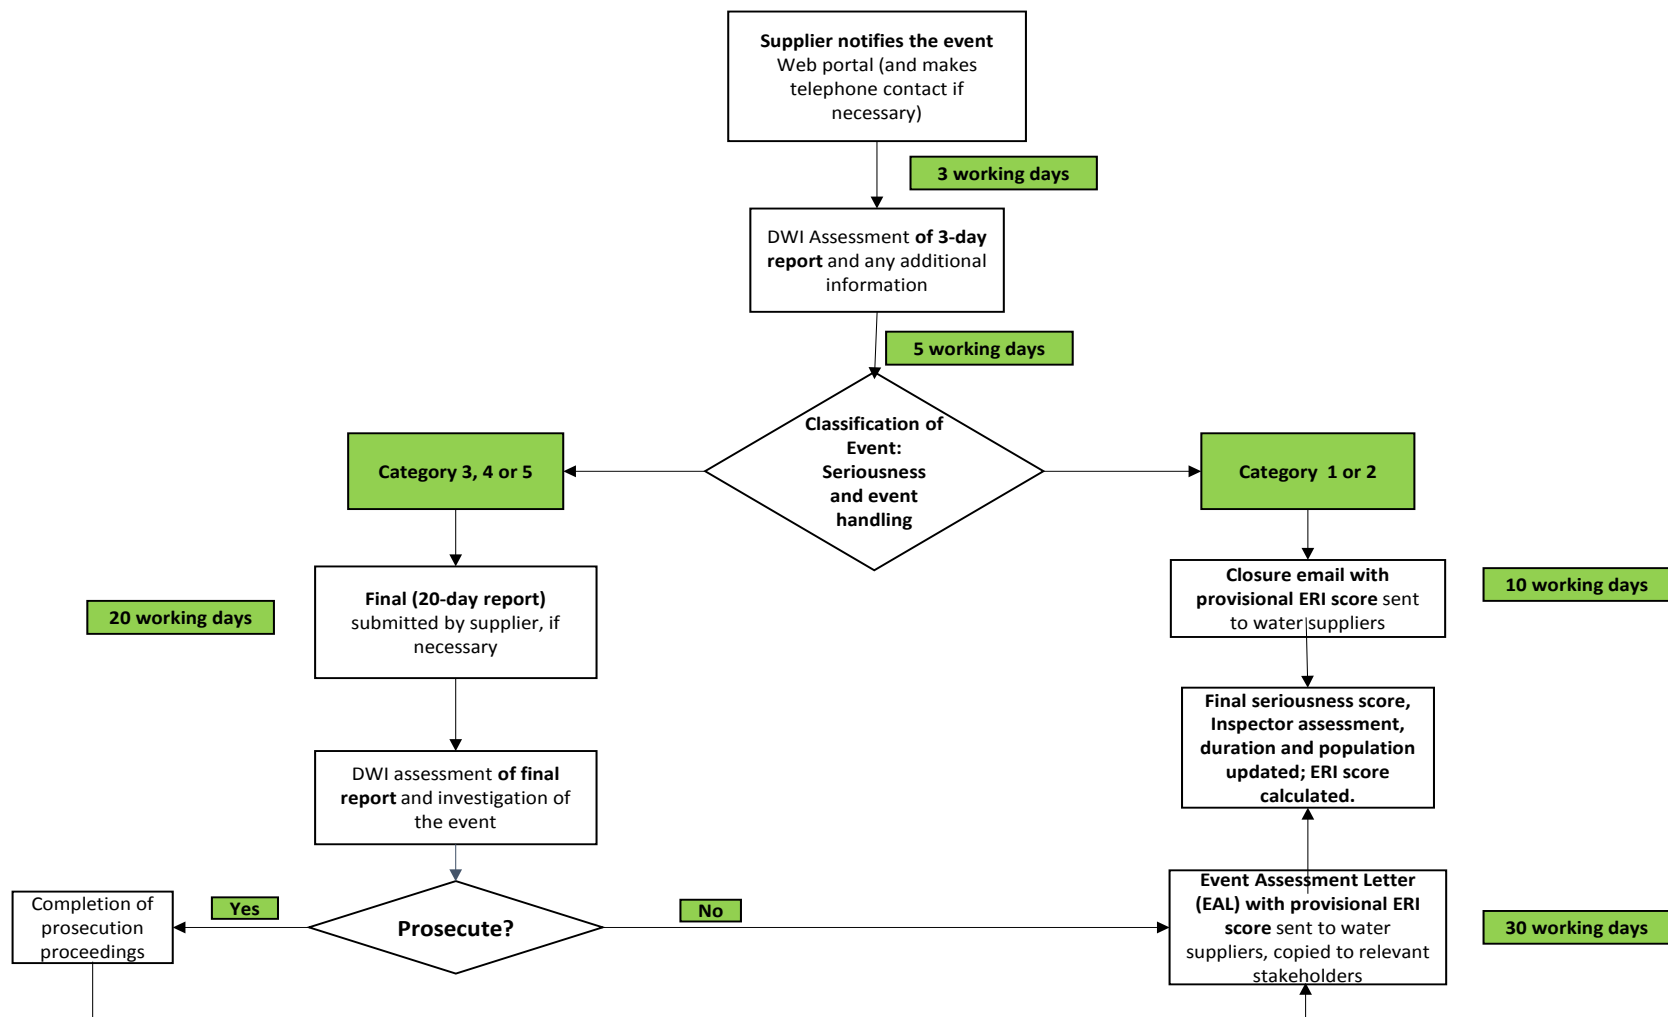 Supplier notifies the event
Web portal (and makes
telephone contact if
necessary)
3 working days
DWI Assessment of 3-day
report and any additional
information
5 working days
Classification of
Event:
Seriousness
and event
handling
Category 3, 4 or 5
Category 1 or 2
Final (20-day report)
submitted by supplier, if
necessary
20 working days
Closure email with
provisional ERI score sent
to water suppliers
10 working days
Final seriousness score,
Inspector assessment,
duration and population
updated; ERI score
calculated.
DWI assessment of final
report and investigation of
the event
Completion of
prosecution
proceedings
Yes
Prosecute?
No
Event Assessment Letter
(EAL) with provisional ERI
score sent to water
suppliers, copied to relevant
stakeholders
30 working days